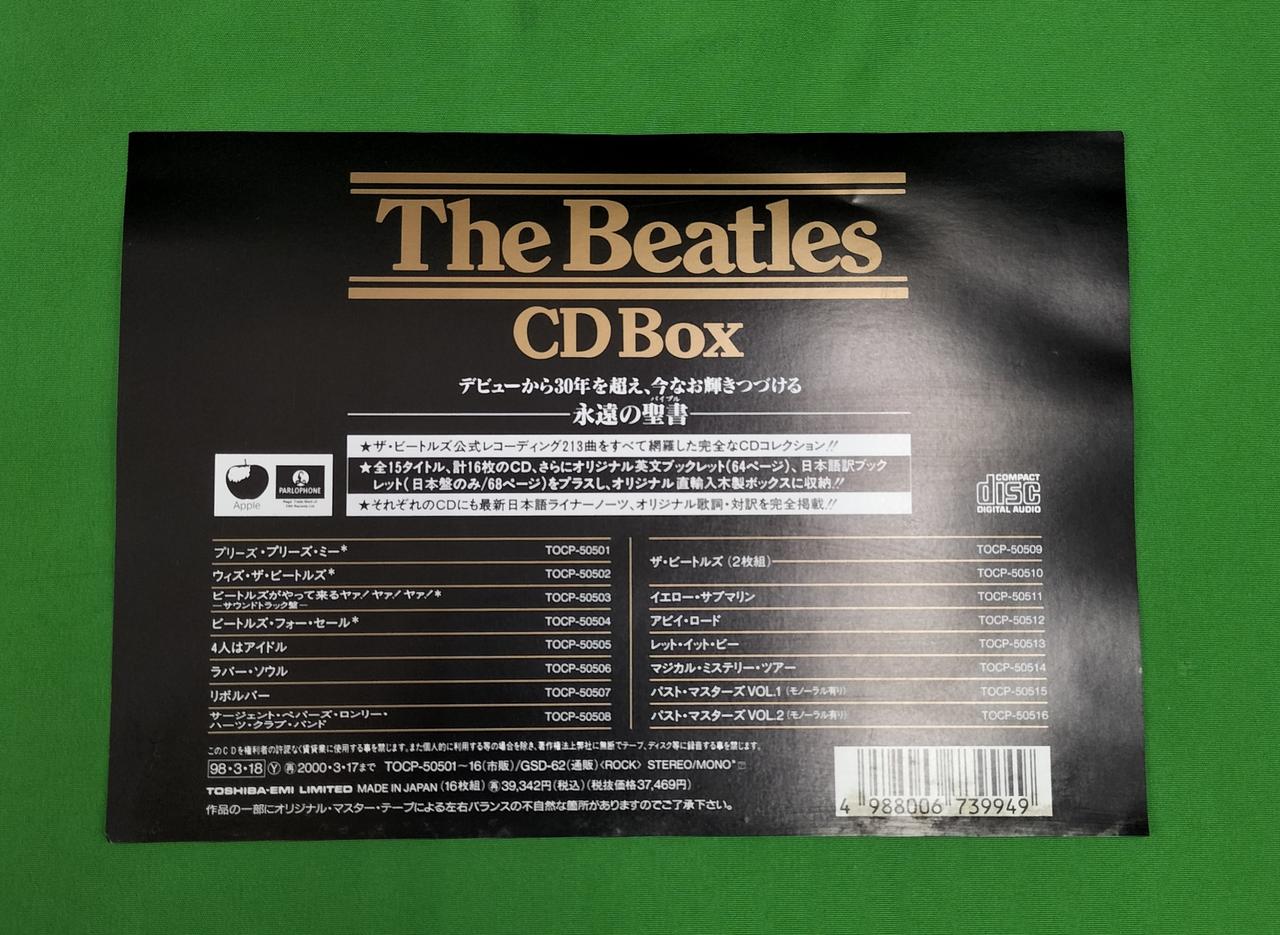 The Beatles
CD Box
デビューから30年を超え、今なお輝きつづける
永遠の聖書
バイブル
★ザ・ビートルズ公式レコーディング213曲をすべて網羅した完全なCDコレクション!!
★全15タイトル、計16枚のCD、さらにオリジナル英文ブックレット(64ページ)、日本語訳ブック
レット(日本盤のみ/68ページ)をプラスし、オリジナル直輸入木製ボックスに収納!!
★それぞれのCDにも最新日本語ライナーノーツ、オリジナル歌詞・対訳を完全掲載!!
Apple
PARLOPHONE
COMPACT
disc
DIGITAL AUDIO
プリーズ・プリーズ・ミー* TOCP-50501
ウィズ・ザ・ビートルズ* TOCP-50502
ビートルズがやって来るヤァ!ヤァ!ヤァ!* TOCP-50503
—サウンドトラック盤—
ビートルズ・フォー・セール* TOCP-50504
4人はアイドル TOCP-50505
ラバー・ソウル TOCP-50506
リボルバー TOCP-50507
サージェント・ペパーズ・ロンリー・
ハーツ・クラブ・バンド TOCP-50508
ザ・ビートルズ(2枚組) TOCP-50509
TOCP-50510
イエロー・サブマリン TOCP-50511
アビイ・ロード TOCP-50512
レット・イット・ビー TOCP-50513
マジカル・ミステリー・ツアー TOCP-50514
パスト・マスターズVOL.1(モノーラル有り) TOCP-50515
パスト・マスターズVOL.2(モノーラル有り) TOCP-50516
このCDを権利者の許諾なく賃貸業に使用する事を禁じます。また個人的に利用する等の場合を除き、著作権法上弊社に無断でテープ、ディスク等に録音する事を禁じます。
98・3・18 Ⓨ ㊢2000・3・17まで TOCP-50501〜16(市販)/GSD-62(通販)〈ROCK〉 STEREO/MONO*
TOSHIBA-EMI LIMITED MADE IN JAPAN(16枚組)㊢39,342円(税込)(税抜価格37,469円)
作品の一部にオリジナル・マスター・テープによる左右バランスの不自然な箇所がありますのでご了承下さい。
4 988006 739949